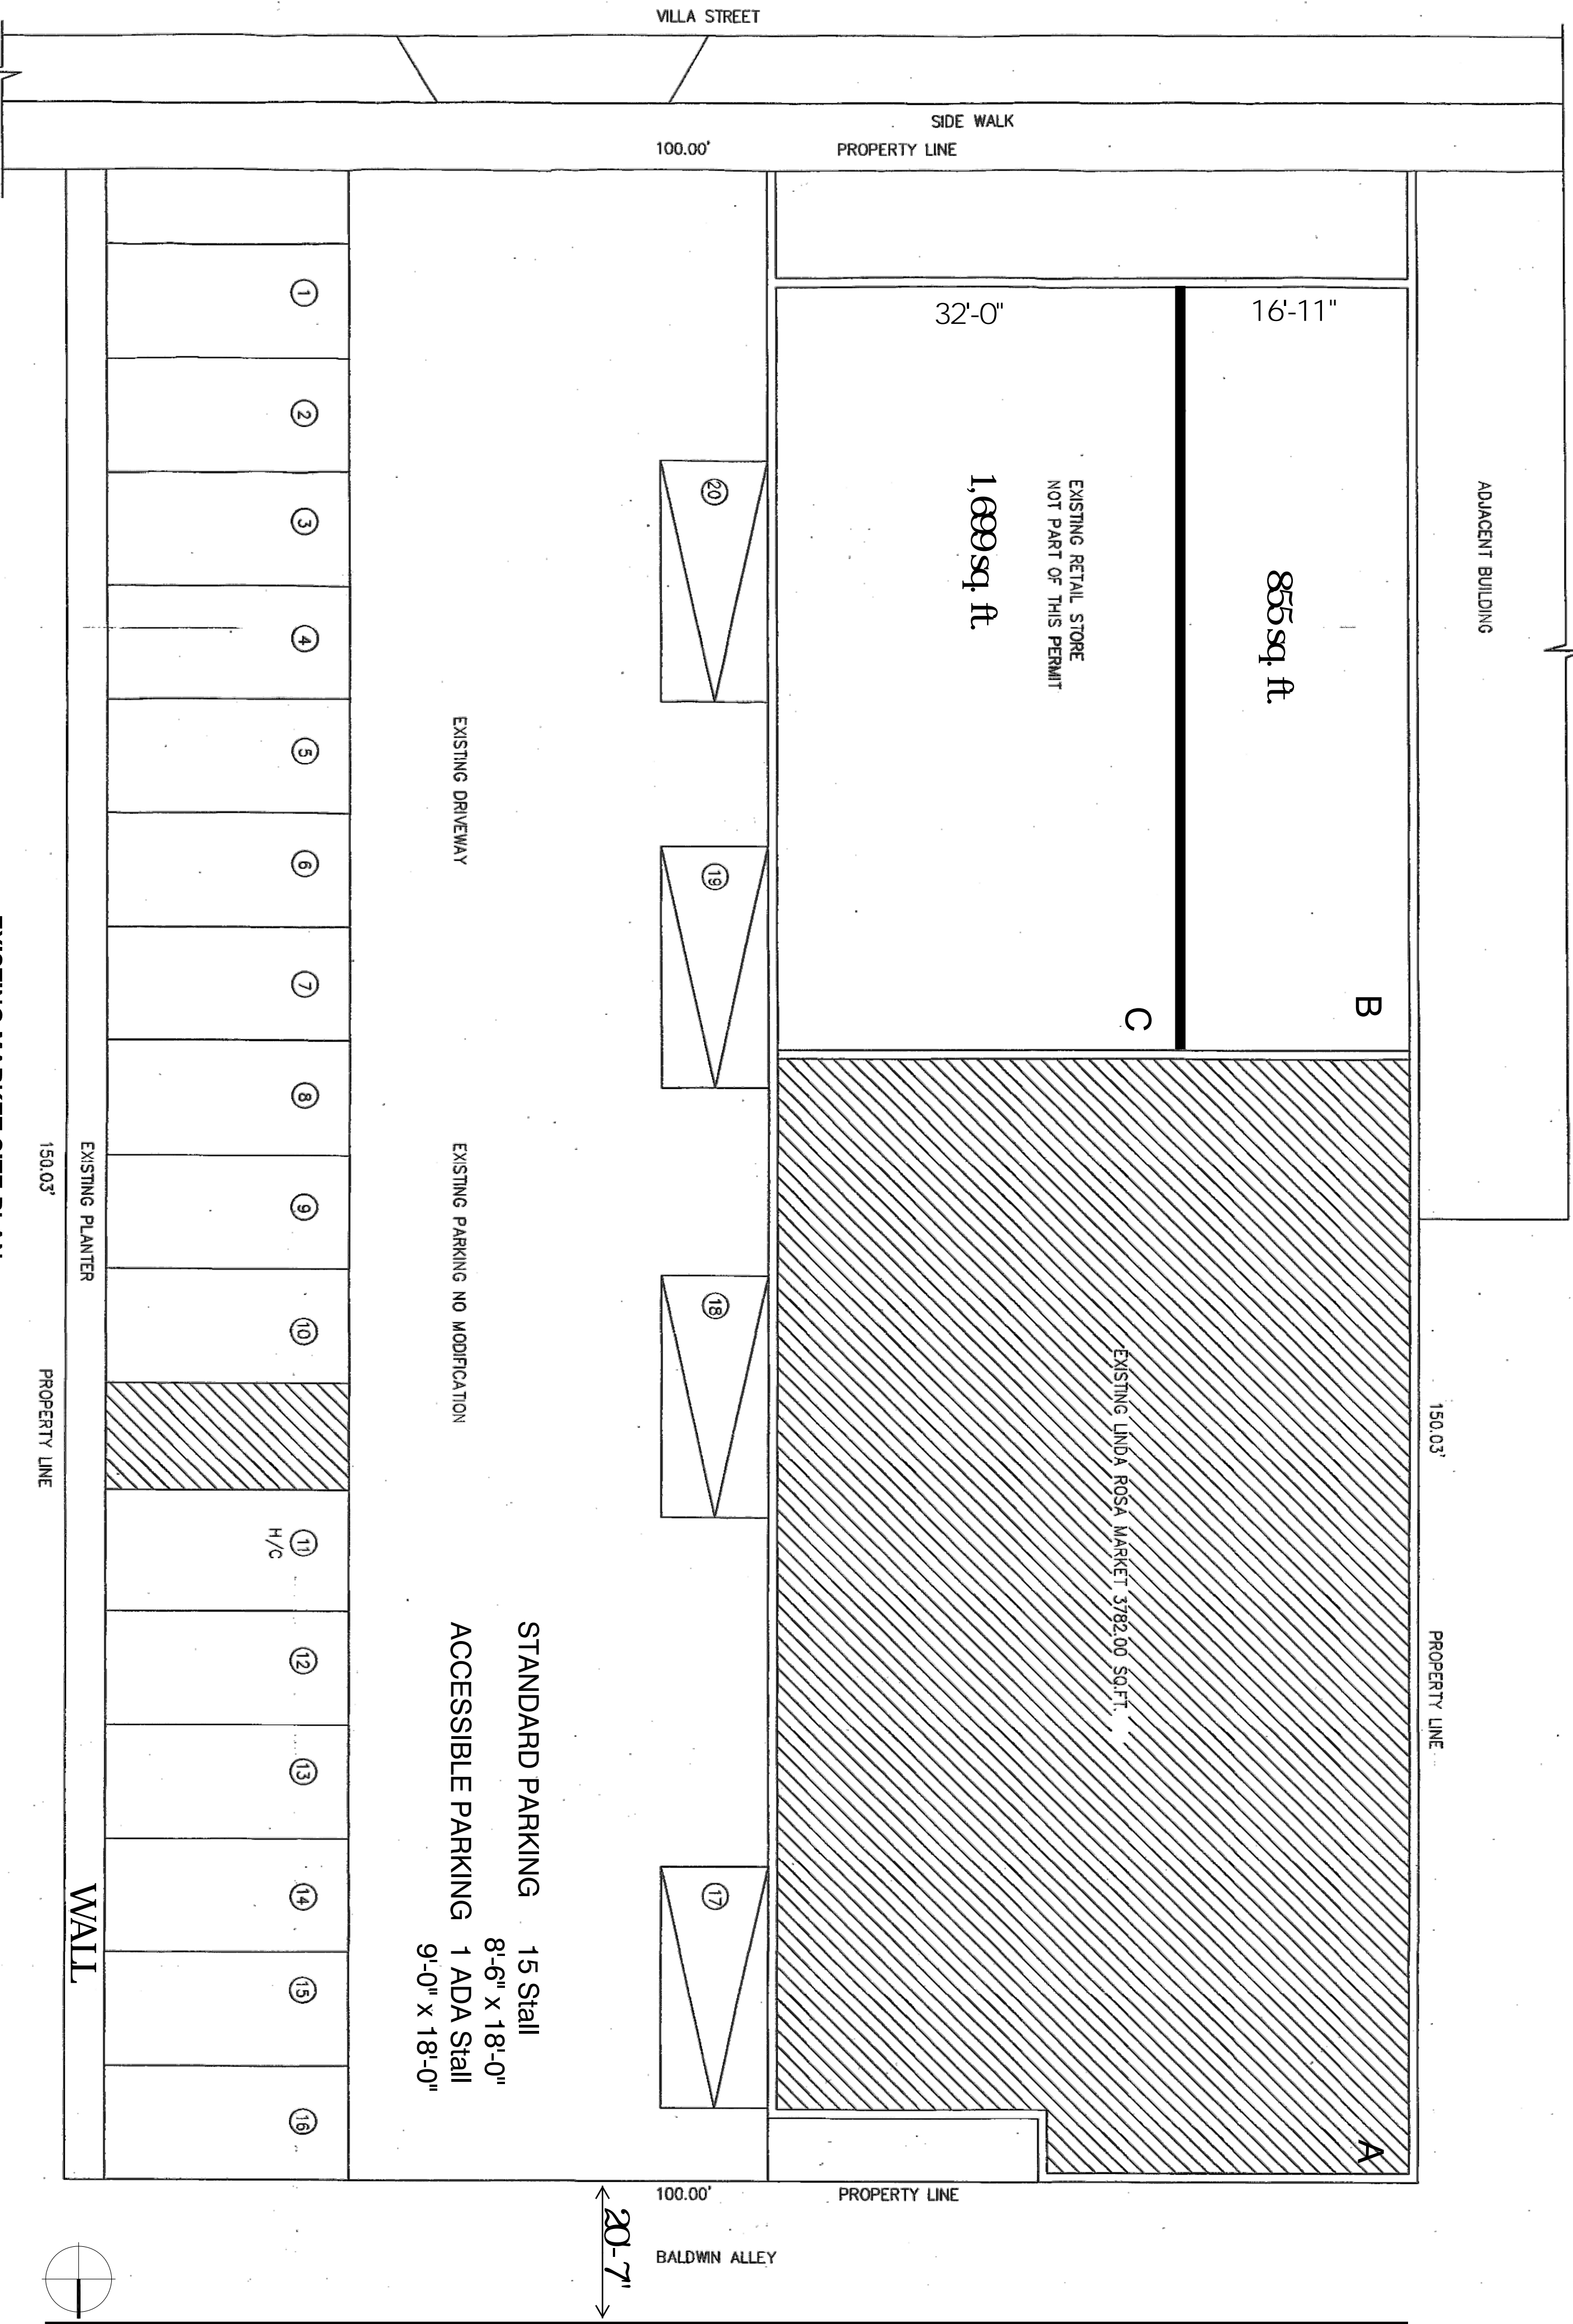 VILLA STREET
SIDE WALK
100.00'
PROPERTY LINE
32'-0"
16'-11"
ADJACENT BUILDING
855 sq. ft.
EXISTING RETAIL STORE
NOT PART OF THIS PERMIT
1,699 sq. ft.
B
C
EXISTING LINDA ROSA MARKET 3782.00 SQ.FT.
A
150.03'
PROPERTY LINE
20
19
18
17
EXISTING DRIVEWAY
EXISTING PARKING NO MODIFICATION
STANDARD PARKING 15 Stall
8'-6" x 18'-0"
ACCESSIBLE PARKING 1 ADA Stall
9'-0" x 18'-0"
1
2
3
4
5
6
7
8
9
10
11
H/C
12
13
14
15
16
EXISTING PLANTER
WALL
150.03'
PROPERTY LINE
100.00'
PROPERTY LINE
20'-7"
BALDWIN ALLEY